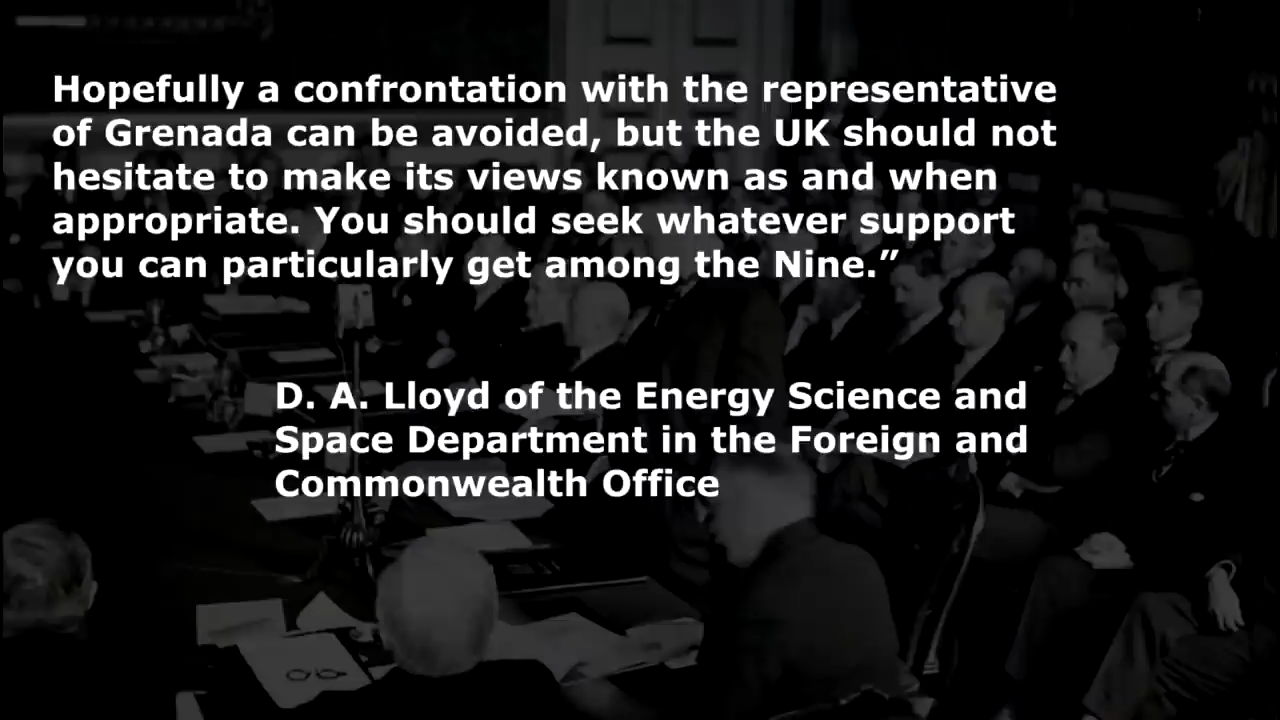 Hopefully a confrontation with the representative
of Grenada can be avoided, but the UK should not
hesitate to make its views known as and when
appropriate. You should seek whatever support
you can particularly get among the Nine.”
D. A. Lloyd of the Energy Science and
Space Department in the Foreign and
Commonwealth Office